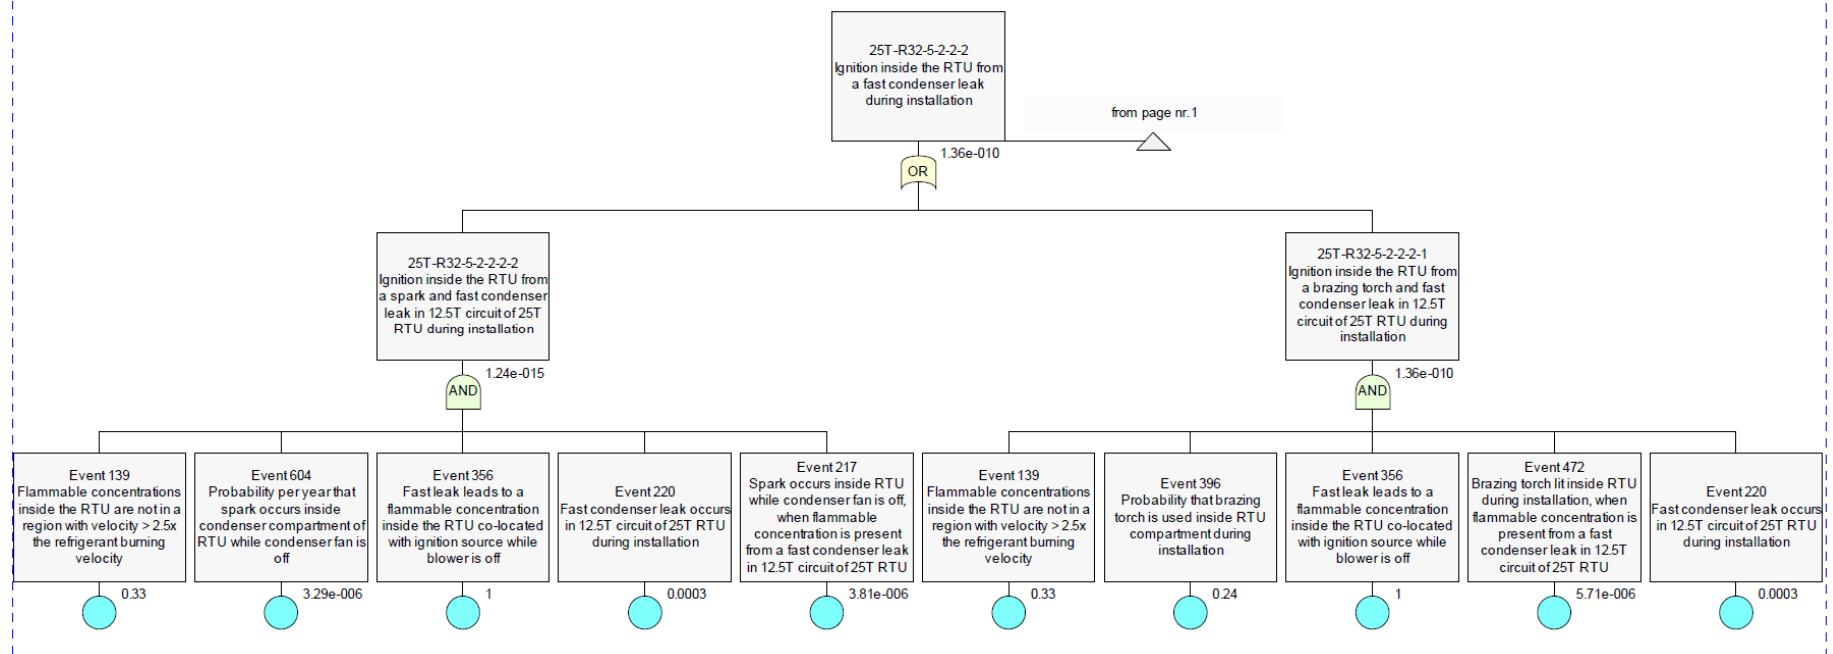 25T-R32-5-2-2-2
Ignition inside the RTU from
a fast condenser leak
during installation
from page nr.1
1.36e-010
OR
25T-R32-5-2-2-2-2
Ignition inside the RTU from
a spark and fast condenser
leak in 12.5T circuit of 25T
RTU during installation
1.24e-015
AND
25T-R32-5-2-2-2-1
Ignition inside the RTU from
a brazing torch and fast
condenser leak in 12.5T
circuit of 25T RTU during
installation
1.36e-010
AND
Event 139
Flammable concentrations
inside the RTU are not in a
region with velocity > 2.5x
the refrigerant burning
velocity
0.33
Event 604
Probability per year that
spark occurs inside
condenser compartment of
RTU while condenser fan is
off
3.29e-006
Event 356
Fast leak leads to a
flammable concentration
inside the RTU co-located
with ignition source while
blower is off
1
Event 220
Fast condenser leak occurs
in 12.5T circuit of 25T RTU
during installation
0.0003
Event 217
Spark occurs inside RTU
while condenser fan is off,
when flammable
concentration is present
from a fast condenser leak
in 12.5T circuit of 25T RTU
3.81e-006
Event 139
Flammable concentrations
inside the RTU are not in a
region with velocity > 2.5x
the refrigerant burning
velocity
0.33
Event 396
Probability that brazing
torch is used inside RTU
compartment during
installation
0.24
Event 356
Fast leak leads to a
flammable concentration
inside the RTU co-located
with ignition source while
blower is off
1
Event 472
Brazing torch lit inside RTU
during installation, when
flammable concentration is
present from a fast
condenser leak in 12.5T
circuit of 25T RTU
5.71e-006
Event 220
Fast condenser leak occurs
in 12.5T circuit of 25T RTU
during installation
0.0003